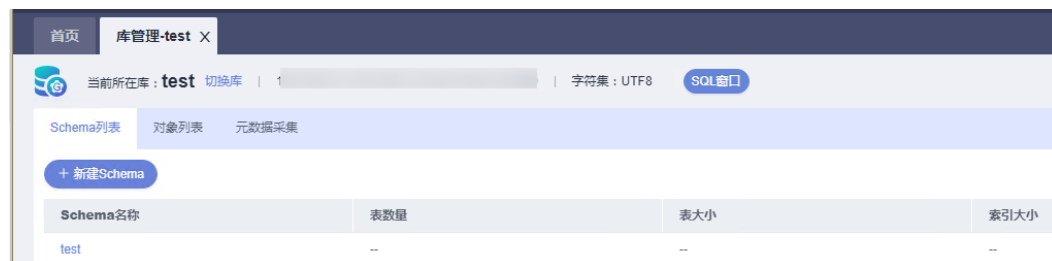 首页 库管理-test X
当前所在库：test 切换库 | 1 | 字符集：UTF8 SQL窗口
Schema列表 对象列表 元数据采集
+ 新建Schema
Schema名称 表数量 表大小 索引大小
test -- -- --